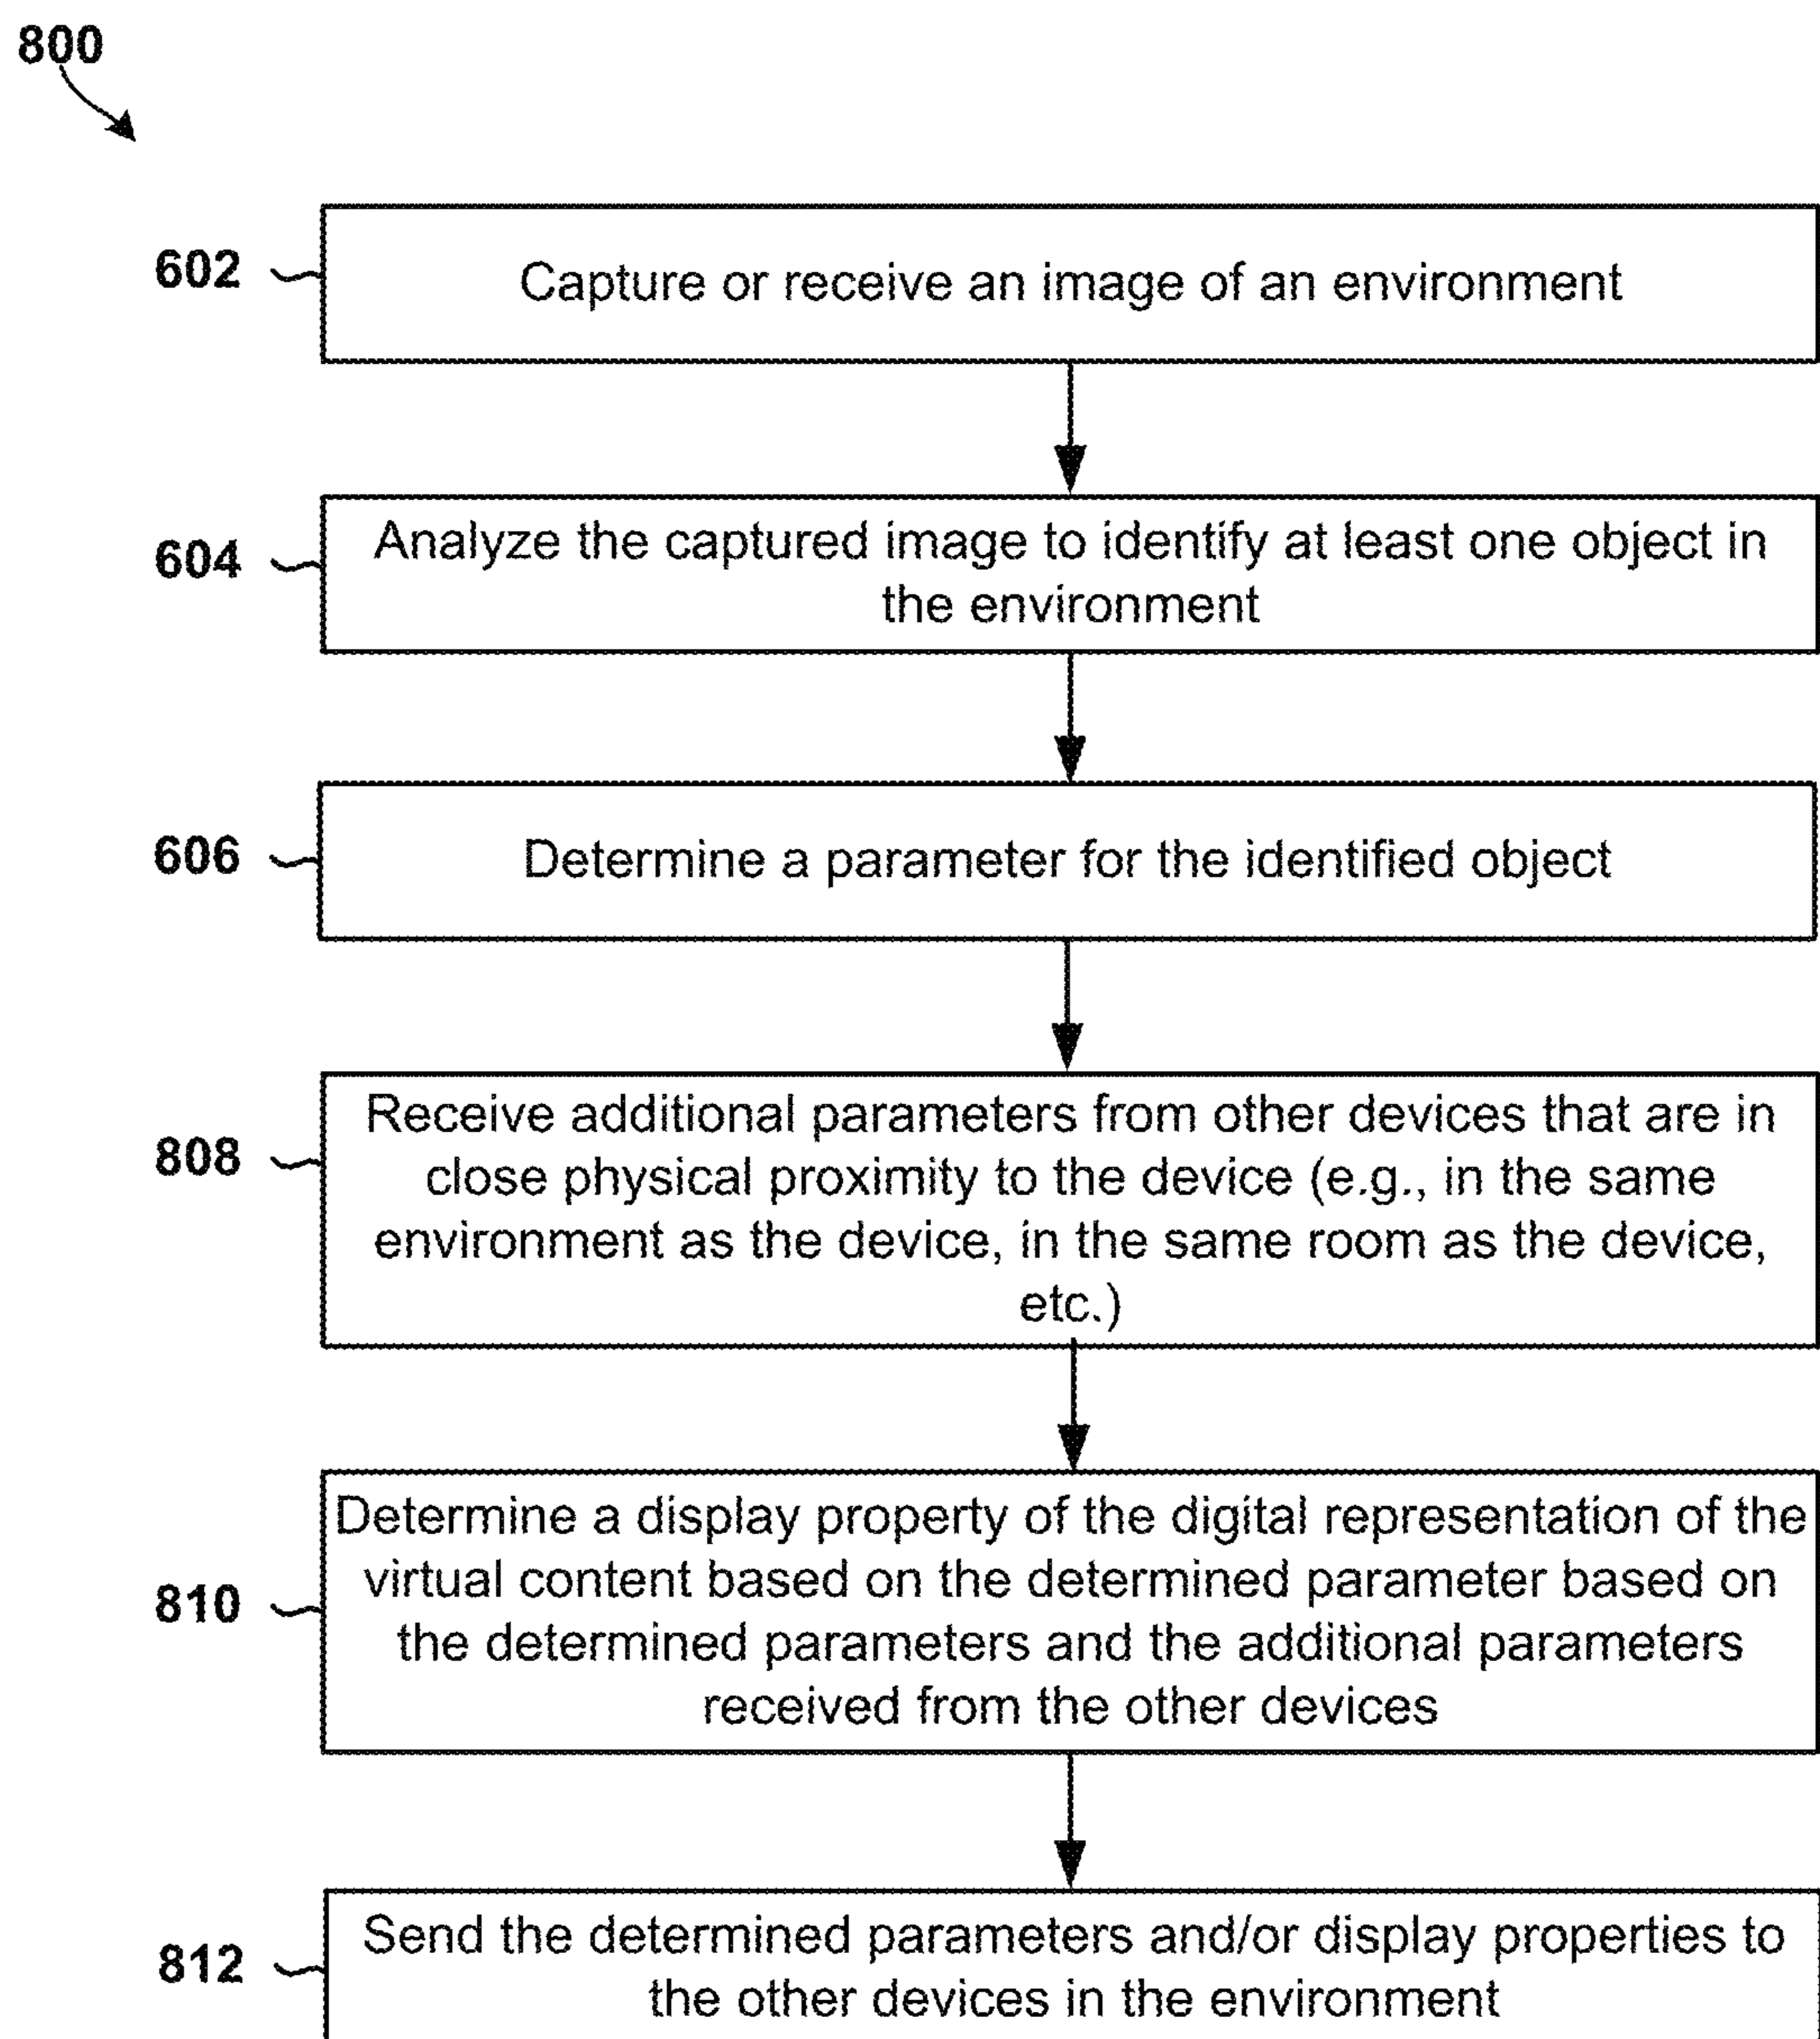 800
602
Capture or receive an image of an environment
604
Analyze the captured image to identify at least one object in
the environment
606
Determine a parameter for the identified object
808
Receive additional parameters from other devices that are in
close physical proximity to the device (e.g., in the same
environment as the device, in the same room as the device,
etc.)
810
Determine a display property of the digital representation of the
virtual content based on the determined parameter based on
the determined parameters and the additional parameters
received from the other devices
812
Send the determined parameters and/or display properties to
the other devices in the environment